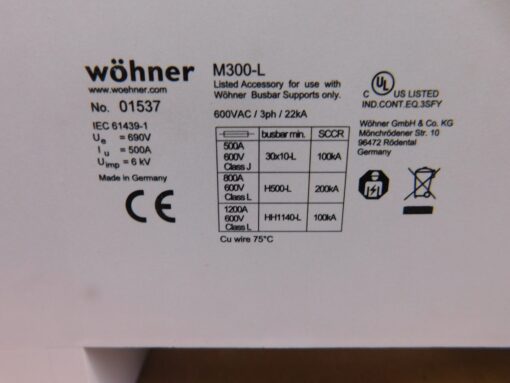 wöhner
www.woehner.com
No. 01537
IEC 61439-1
Ue = 690V
Iu = 500A
Uimp = 6 kV
Made in Germany
CE
M300-L
Listed Accessory for use with
Wöhner Busbar Supports only.
600VAC / 3ph / 22kA
busbar min. SCCR
500A
600V 30x10-L 100kA
Class J
800A
600V H500-L 200kA
Class L
1200A
600V HH1140-L 100kA
Class L
Cu wire 75°C
UL
C US LISTED
IND.CONT.EQ.3SFY
Wöhner GmbH & Co. KG
Mönchrödener Str. 10
96472 Rödental
Germany